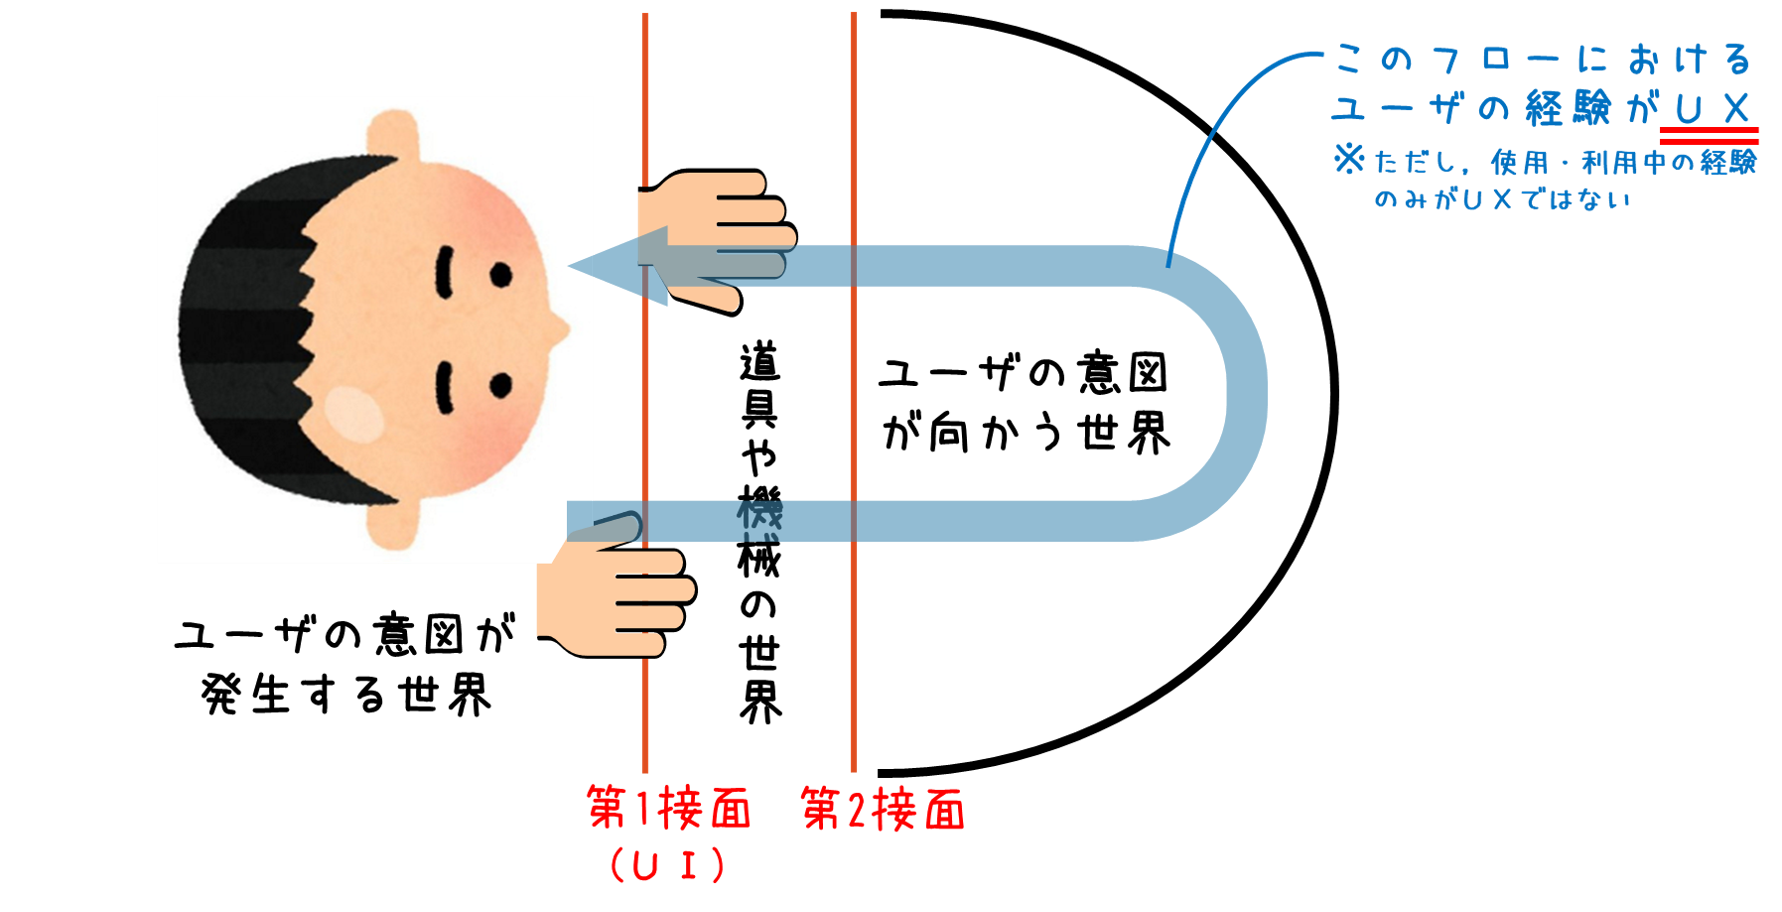 このフローにおける
ユーザの経験がＵＸ
※ただし，使用・利用中の経験
のみがＵＸではない
ユーザの意図が
発生する世界
道具や機械の世界
ユーザの意図
が向かう世界
第1接面
（ＵＩ）
第2接面